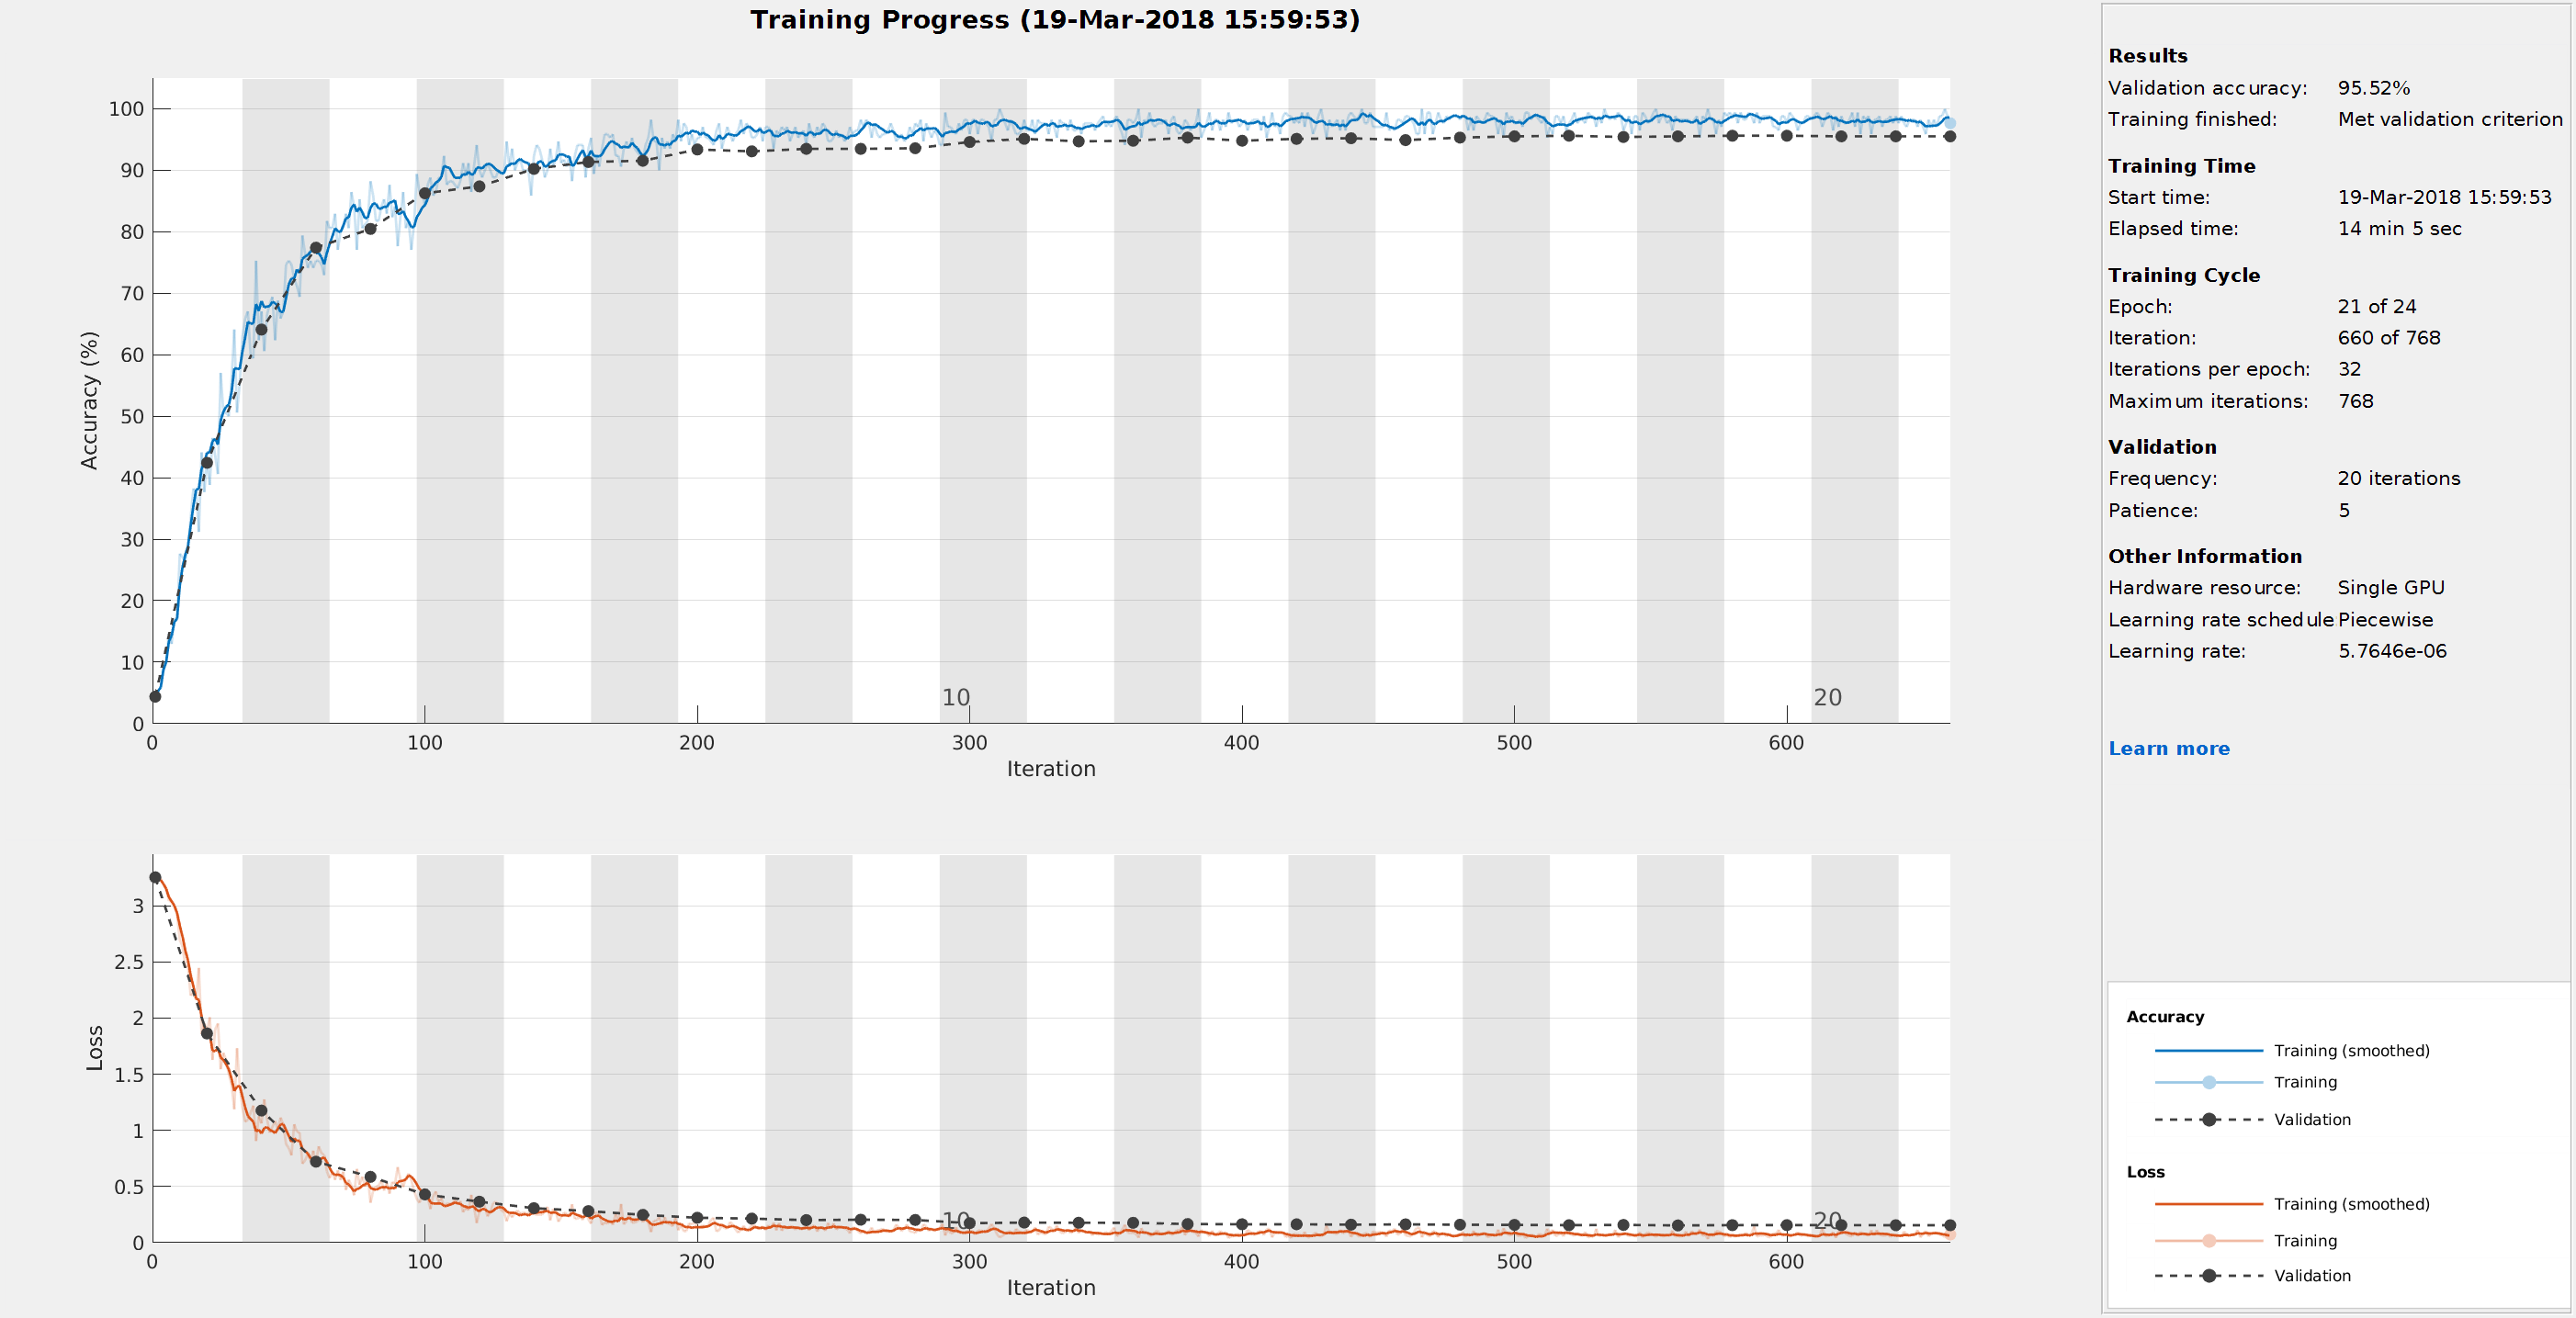 Training Progress (19-Mar-2018 15:59:53)
100
90
80
70
60
50
40
30
20
10
0
Accuracy (%)
10
20
0 100 200 300 400 500 600
Iteration
3
2.5
2
1.5
1
0.5
0
Loss
10
20
0 100 200 300 400 500 600
Iteration
Results
Validation accuracy: 95.52%
Training finished: Met validation criterion
Training Time
Start time: 19-Mar-2018 15:59:53
Elapsed time: 14 min 5 sec
Training Cycle
Epoch: 21 of 24
Iteration: 660 of 768
Iterations per epoch: 32
Maximum iterations: 768
Validation
Frequency: 20 iterations
Patience: 5
Other Information
Hardware resource: Single GPU
Learning rate schedule Piecewise
Learning rate: 5.7646e-06
Learn more
Accuracy
Training (smoothed)
Training
Validation
Loss
Training (smoothed)
Training
Validation